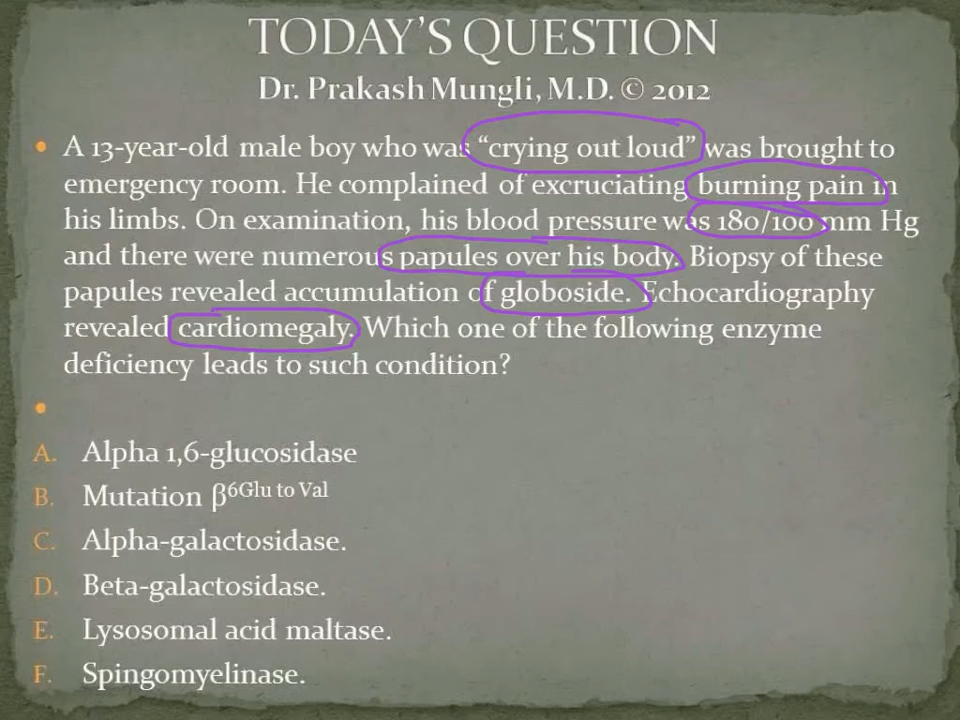 TODAY'S QUESTION
Dr. Prakash Mungli, M.D. © 2012
• A 13-year-old male boy who was “crying out loud” was brought to
emergency room. He complained of excruciating burning pain in
his limbs. On examination, his blood pressure was 180/100 mm Hg
and there were numerous papules over his body. Biopsy of these
papules revealed accumulation of globoside. Echocardiography
revealed cardiomegaly. Which one of the following enzyme
deficiency leads to such condition?
•
A. Alpha 1,6-glucosidase
B. Mutation β6Glu to Val
C. Alpha-galactosidase.
D. Beta-galactosidase.
E. Lysosomal acid maltase.
F. Spingomyelinase.